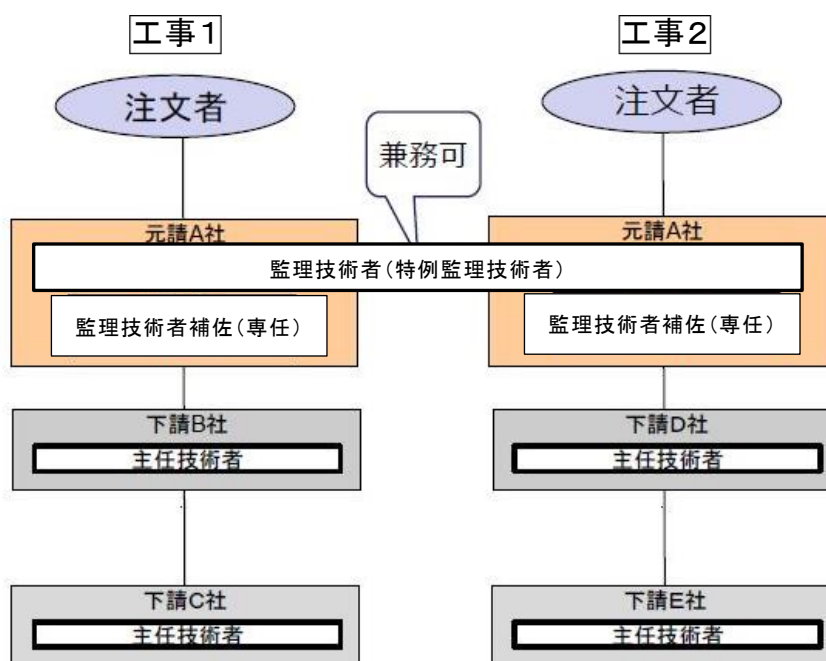 工事1
工事2
注文者
注文者
兼務可
元請A社
元請A社
監理技術者(特例監理技術者)
監理技術者補佐(専任)
監理技術者補佐(専任)
下請B社
主任技術者
下請D社
主任技術者
下請C社
主任技術者
下請E社
主任技術者